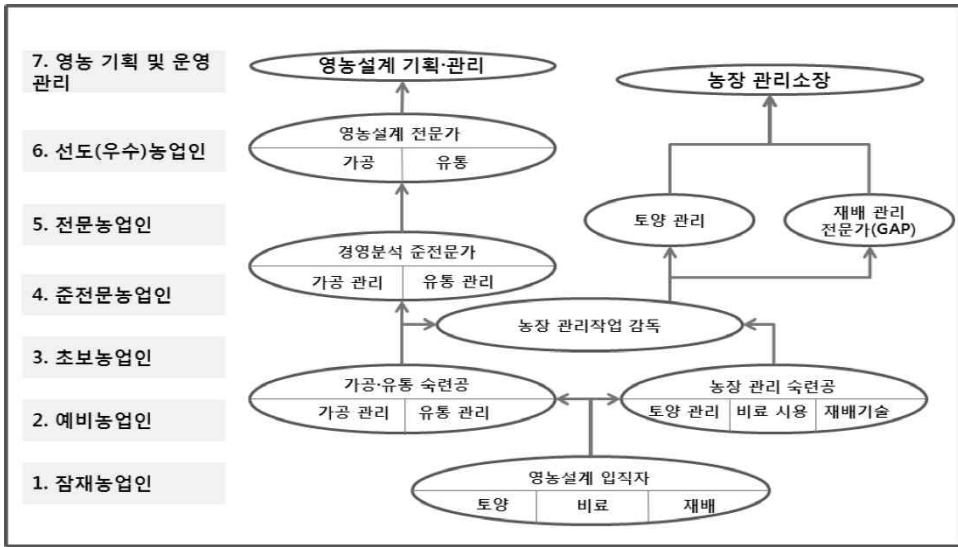 7. 영농 기획 및 운영
관리
영농설계 기획·관리
농장 관리소장
6. 선도(우수)농업인
영농설계 전문가
가공 유통
5. 전문농업인
토양 관리
재배 관리
전문가(GAP)
경영분석 준전문가
가공 관리 유통 관리
4. 준전문농업인
농장 관리작업 감독
3. 초보농업인
가공·유통 숙련공
가공 관리 유통 관리
농장 관리 숙련공
토양 관리 비료 시용 재배기술
2. 예비농업인
1. 잠재농업인
영농설계 입직자
토양 비료 재배